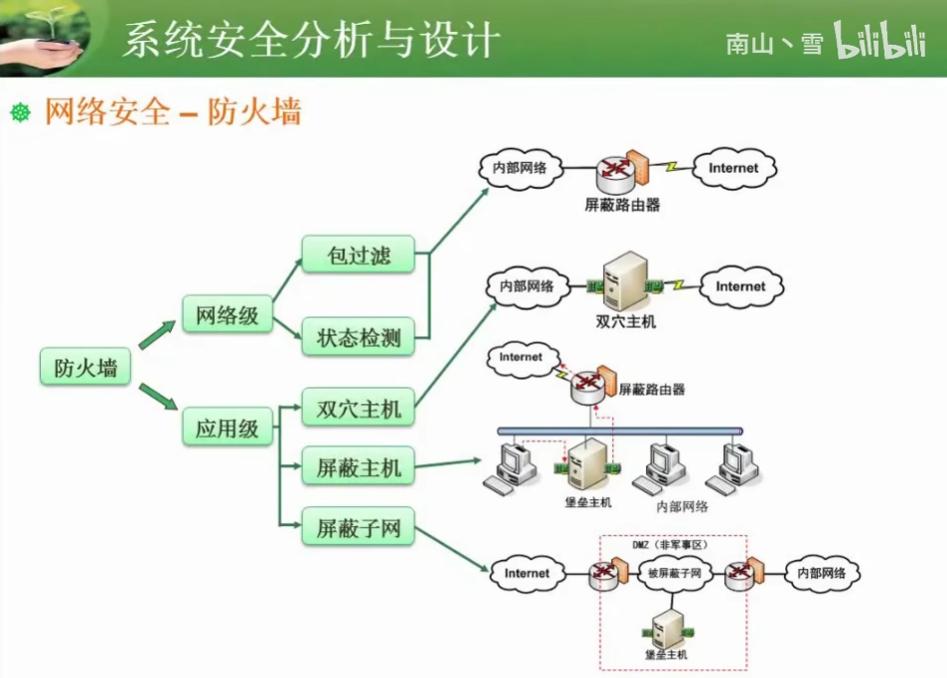 系统安全分析与设计
南山丶雪 bilibili
网络安全 – 防火墙
防火墙
网络级
应用级
包过滤
状态检测
双穴主机
屏蔽主机
屏蔽子网
内部网络
Internet
屏蔽路由器
内部网络
Internet
双穴主机
Internet
屏蔽路由器
堡垒主机
内部网络
DMZ（非军事区）
Internet
被屏蔽子网
内部网络
堡垒主机